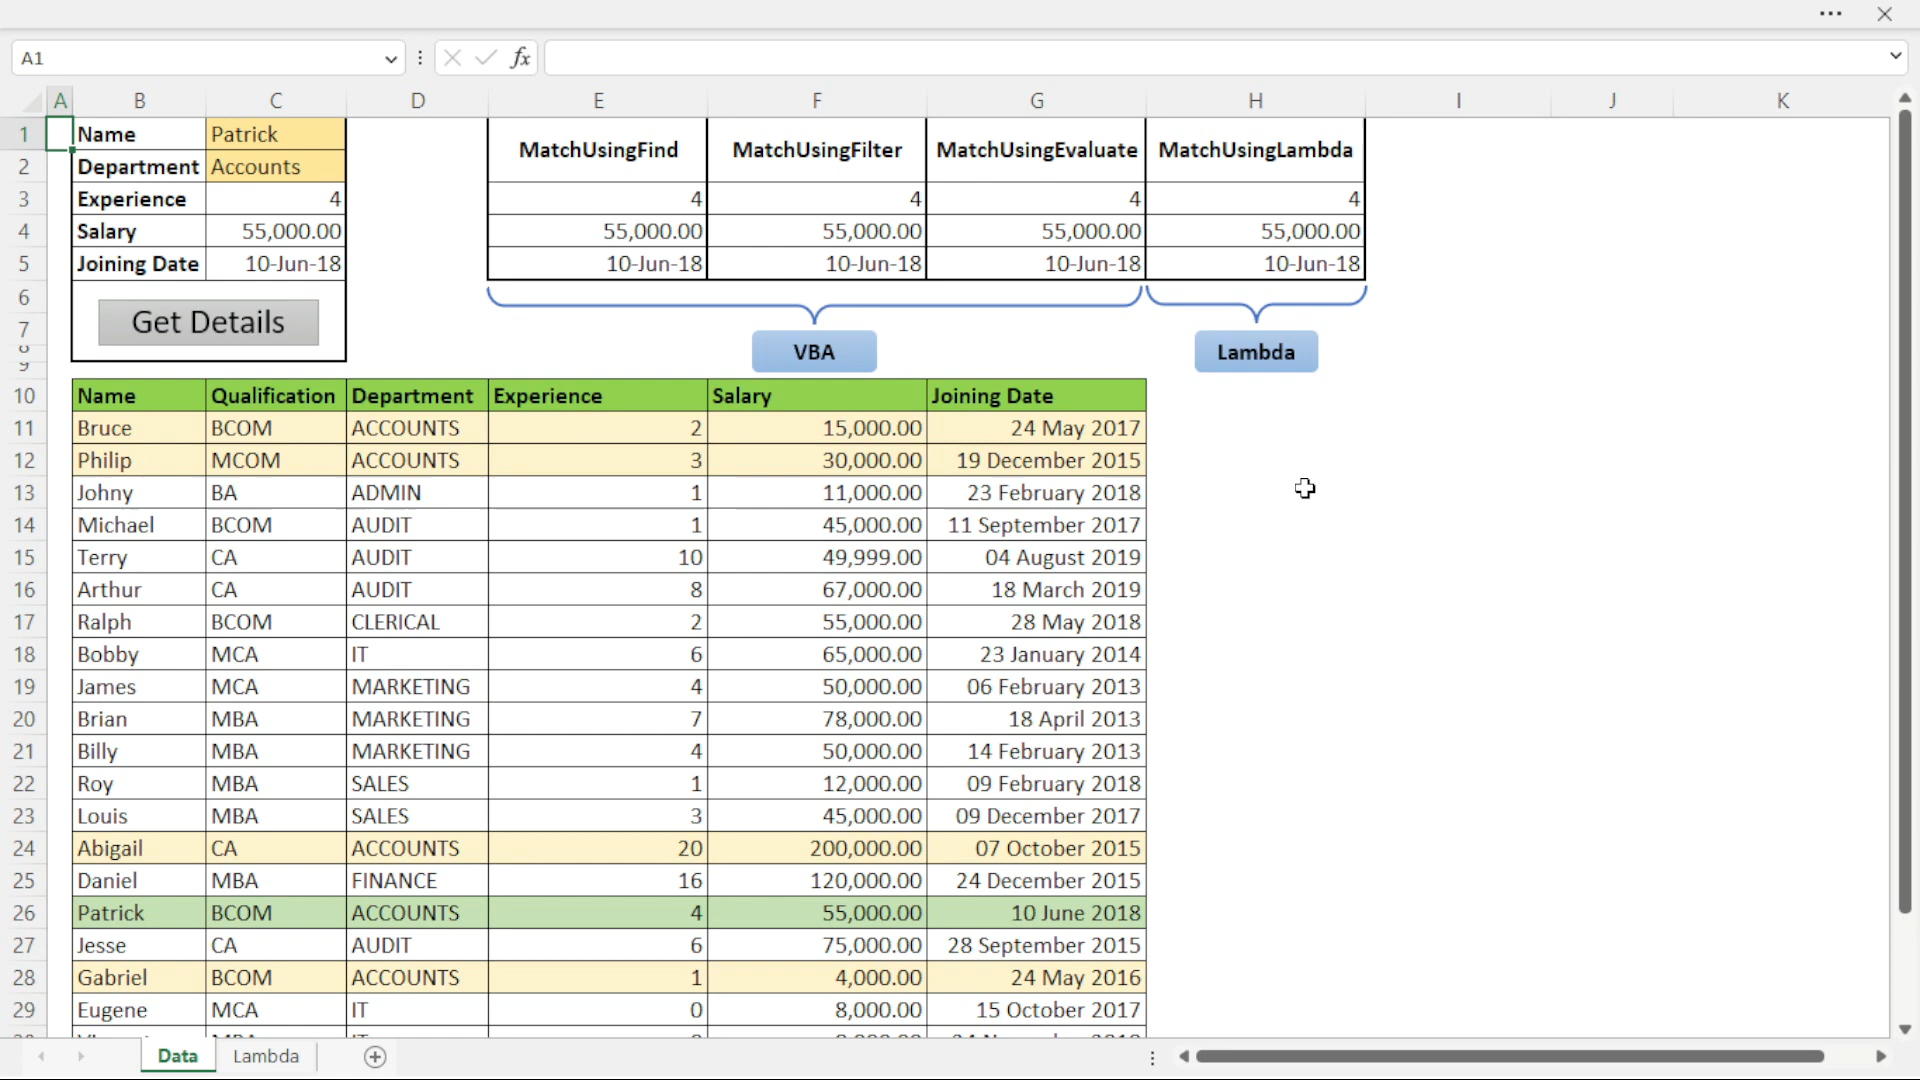 A1 fx
A B C D E F G H I J K
1 Name Patrick MatchUsingFind MatchUsingFilter MatchUsingEvaluate MatchUsingLambda
2 Department Accounts
3 Experience 4 4 4 4 4
4 Salary 55,000.00 55,000.00 55,000.00 55,000.00 55,000.00
5 Joining Date 10-Jun-18 10-Jun-18 10-Jun-18 10-Jun-18 10-Jun-18
6
7 Get Details
8 VBA Lambda
9
10 Name Qualification Department Experience Salary Joining Date
11 Bruce BCOM ACCOUNTS 2 15,000.00 24 May 2017
12 Philip MCOM ACCOUNTS 3 30,000.00 19 December 2015
13 Johny BA ADMIN 1 11,000.00 23 February 2018
14 Michael BCOM AUDIT 1 45,000.00 11 September 2017
15 Terry CA AUDIT 10 49,999.00 04 August 2019
16 Arthur CA AUDIT 8 67,000.00 18 March 2019
17 Ralph BCOM CLERICAL 2 55,000.00 28 May 2018
18 Bobby MCA IT 6 65,000.00 23 January 2014
19 James MCA MARKETING 4 50,000.00 06 February 2013
20 Brian MBA MARKETING 7 78,000.00 18 April 2013
21 Billy MBA MARKETING 4 50,000.00 14 February 2013
22 Roy MBA SALES 1 12,000.00 09 February 2018
23 Louis MBA SALES 3 45,000.00 09 December 2017
24 Abigail CA ACCOUNTS 20 200,000.00 07 October 2015
25 Daniel MBA FINANCE 16 120,000.00 24 December 2015
26 Patrick BCOM ACCOUNTS 4 55,000.00 10 June 2018
27 Jesse CA AUDIT 6 75,000.00 28 September 2015
28 Gabriel BCOM ACCOUNTS 1 4,000.00 24 May 2016
29 Eugene MCA IT 0 8,000.00 15 October 2017
Data Lambda